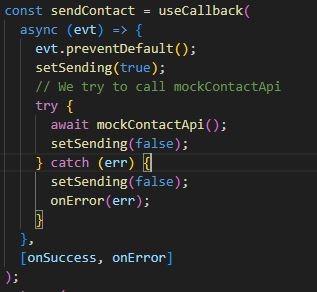 const sendContact = useCallback(
async (evt) => {
evt.preventDefault();
setSending(true);
// We try to call mockContactApi
try {
await mockContactApi();
setSending(false);
} catch (err) {
setSending(false);
onError(err);
}
},
[onSuccess, onError]
);